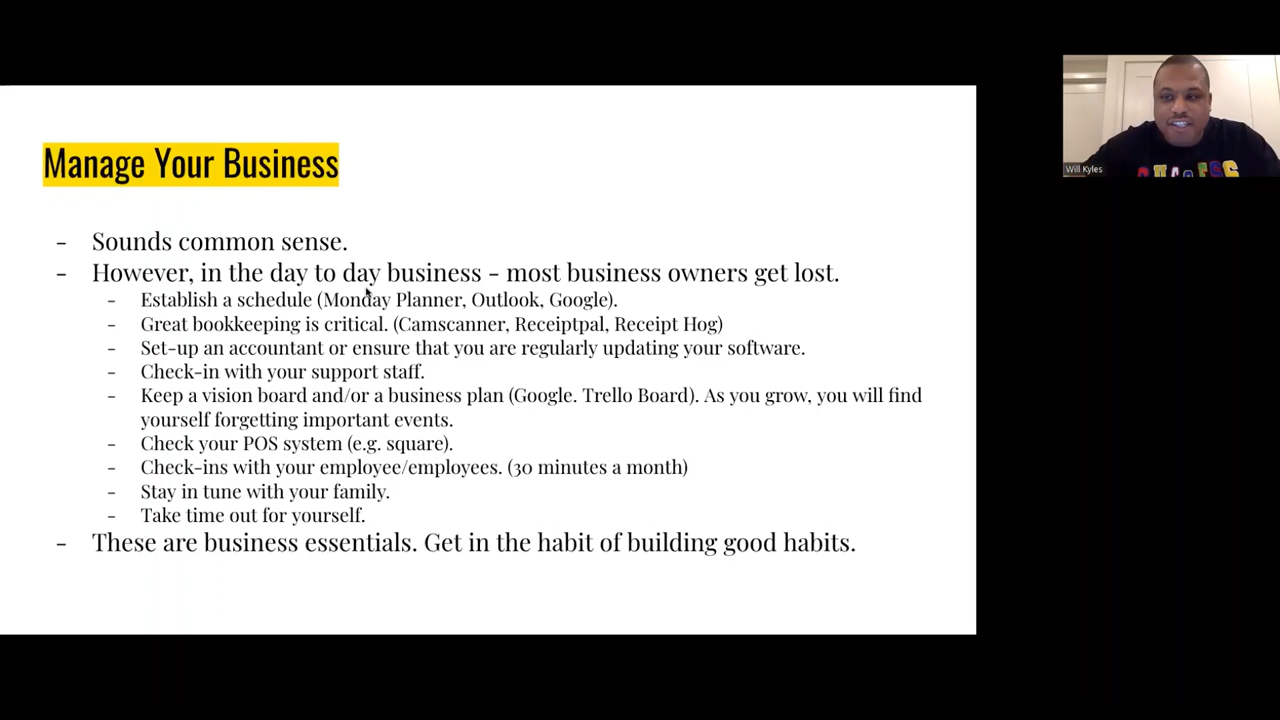 Manage Your Business
- Sounds common sense.
- However, in the day to day business - most business owners get lost.
- Establish a schedule (Monday Planner, Outlook, Google).
- Great bookkeeping is critical. (Camscanner, Receiptpal, Receipt Hog)
- Set-up an accountant or ensure that you are regularly updating your software.
- Check-in with your support staff.
- Keep a vision board and/or a business plan (Google. Trello Board). As you grow, you will find
yourself forgetting important events.
- Check your POS system (e.g. square).
- Check-ins with your employee/employees. (30 minutes a month)
- Stay in tune with your family.
- Take time out for yourself.
- These are business essentials. Get in the habit of building good habits.
Will Kyles